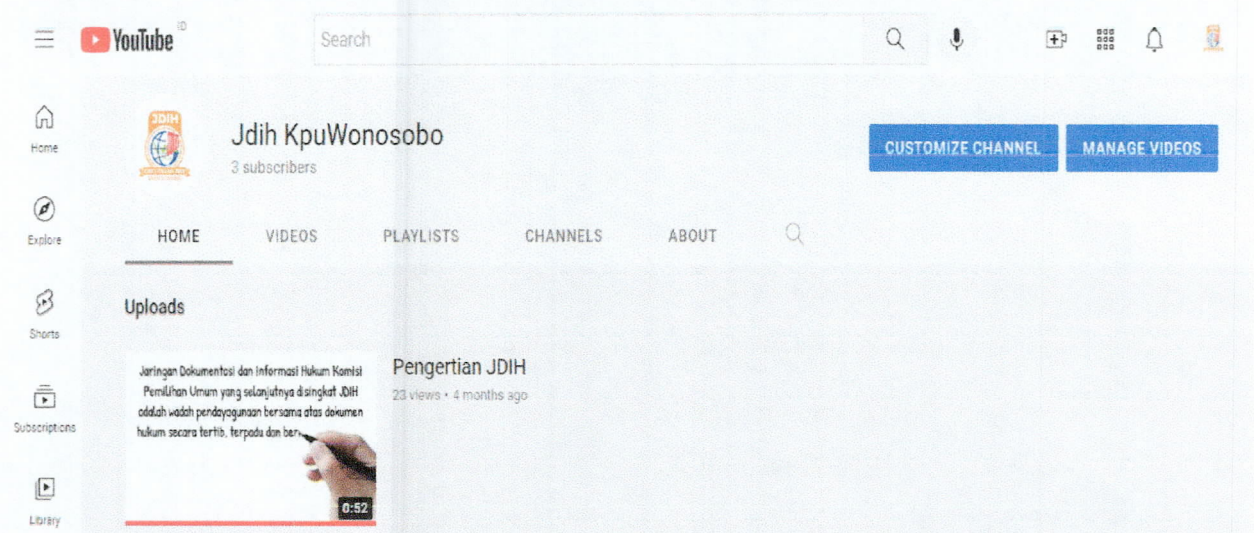 YouTube ID
Search
Home
Explore
Shorts
Subscriptions
Library
JDIH
Jdih KpuWonosobo
3 subscribers
CUSTOMIZE CHANNEL
MANAGE VIDEOS
HOME VIDEOS PLAYLISTS CHANNELS ABOUT
Uploads
Jaringan Dokumentasi dan Informasi Hukum Komisi
Pemilihan Umum yang selanjutnya disingkat JDIH
adalah wadah pendayagunaan bersama atas dokumen
hukum secara tertib, terpadu dan ber
0:52
Pengertian JDIH
23 views • 4 months ago